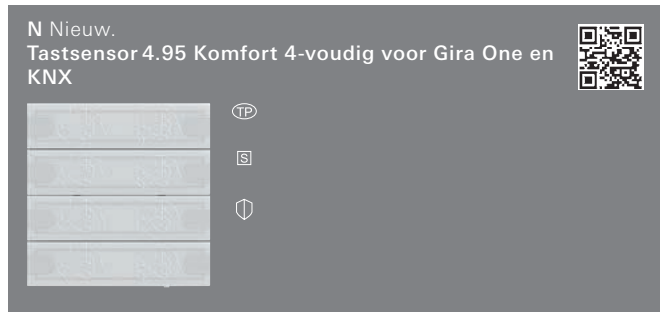 N Nieuw.
Tastsensor 4.95 Komfort 4-voudig voor Gira One en
KNX
TP
S